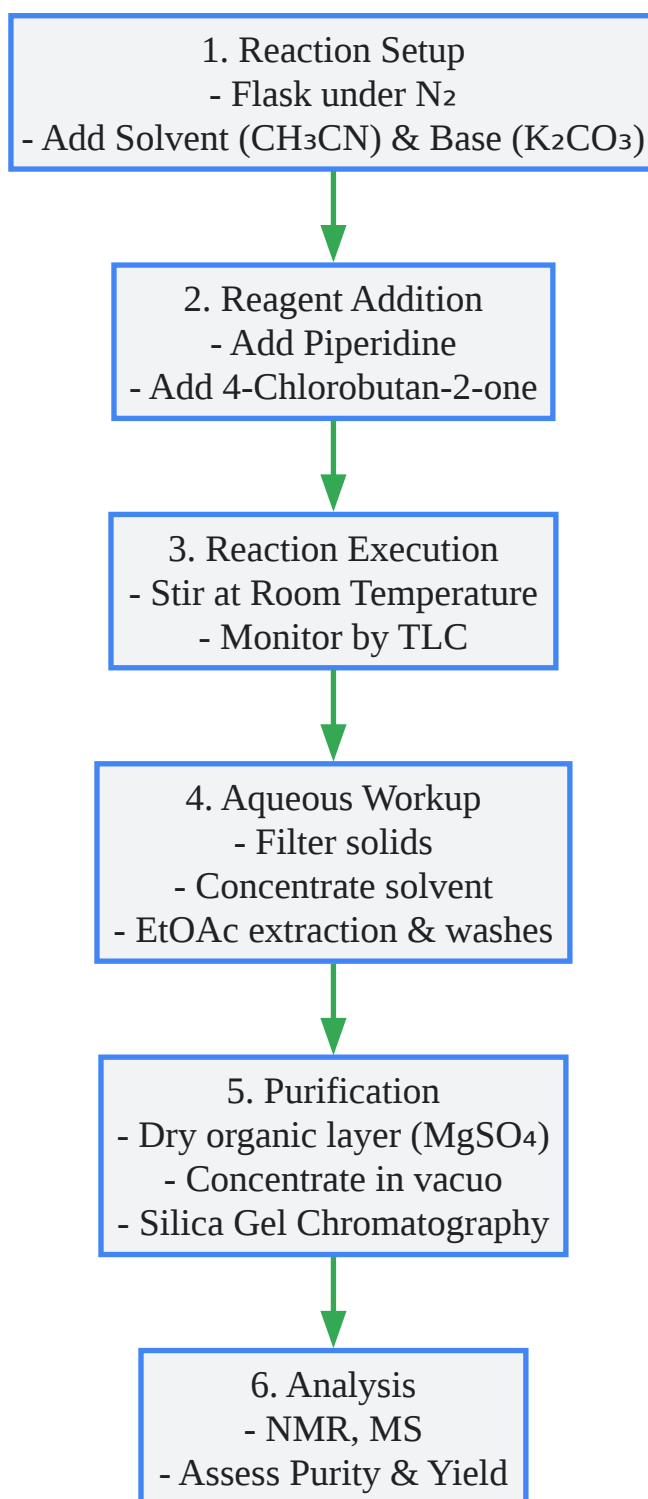 1. Reaction Setup
- Flask under N₂
- Add Solvent (CH₃CN) & Base (K₂CO₃)
2. Reagent Addition
- Add Piperidine
- Add 4-Chlorobutan-2-one
3. Reaction Execution
- Stir at Room Temperature
- Monitor by TLC
4. Aqueous Workup
- Filter solids
- Concentrate solvent
- EtOAc extraction & washes
5. Purification
- Dry organic layer (MgSO₄)
- Concentrate in vacuo
- Silica Gel Chromatography
6. Analysis
- NMR, MS
- Assess Purity & Yield